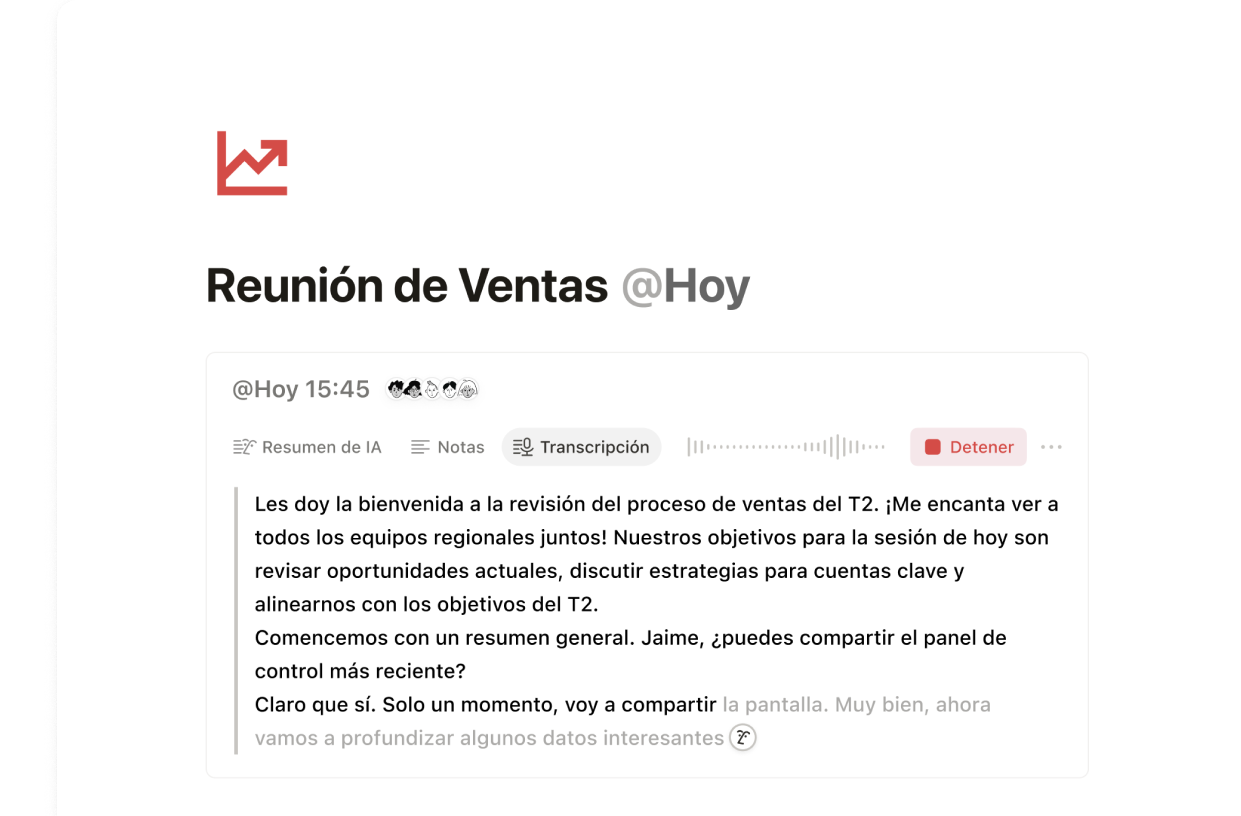 Reunión de Ventas @Hoy
@Hoy 15:45
Resumen de IA Notas Transcripción Detener
Les doy la bienvenida a la revisión del proceso de ventas del T2. ¡Me encanta ver a
todos los equipos regionales juntos! Nuestros objetivos para la sesión de hoy son
revisar oportunidades actuales, discutir estrategias para cuentas clave y
alinearnos con los objetivos del T2.
Comencemos con un resumen general. Jaime, ¿puedes compartir el panel de
control más reciente?
Claro que sí. Solo un momento, voy a compartir la pantalla. Muy bien, ahora
vamos a profundizar algunos datos interesantes